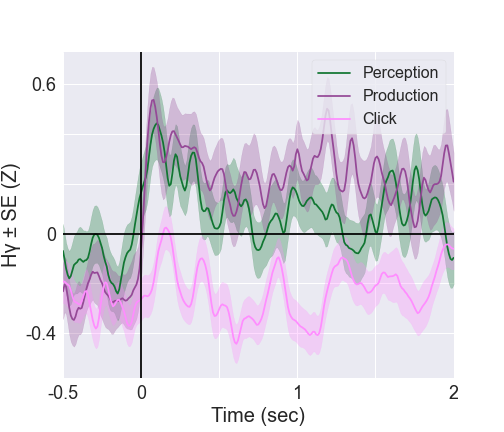 Perception
Production
Click
0.6
0
-0.4
Hγ ± SE (Z)
-0.5 0 1 2
Time (sec)